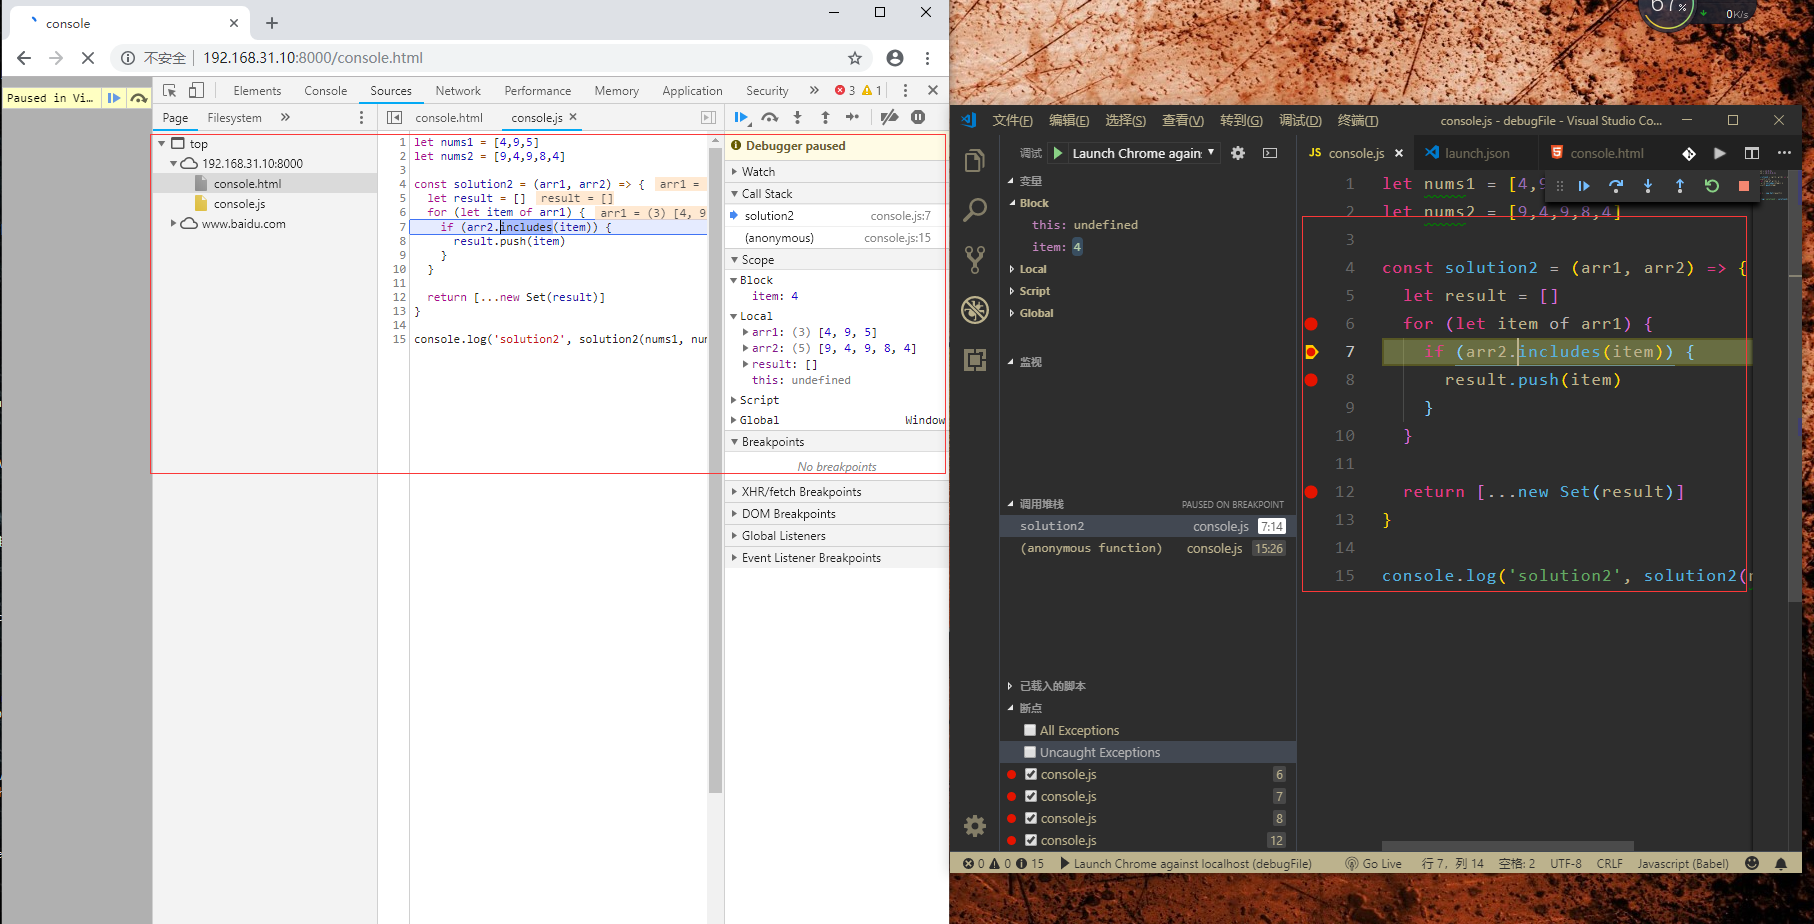 console
不安全 192.168.31.10:8000/console.html
Paused in Vi...
Elements Console Sources Network Performance Memory Application Security » 3 1
Page Filesystem »
console.html console.js
top
192.168.31.10:8000
console.html
console.js
www.baidu.com
1 let nums1 = [4,9,5]
2 let nums2 = [9,4,9,8,4]
3
4 const solution2 = (arr1, arr2) => { arr1 =
5 let result = [] result = []
6 for (let item of arr1) { arr1 = (3) [4, 9
7 if (arr2.includes(item)) {
8 result.push(item)
9 }
10 }
11
12 return [...new Set(result)]
13 }
14
15 console.log('solution2', solution2(nums1, nu
Debugger paused
Watch
Call Stack
solution2 console.js:7
(anonymous) console.js:15
Scope
Block
item: 4
Local
arr1: (3) [4, 9, 5]
arr2: (5) [9, 4, 9, 8, 4]
result: []
this: undefined
Script
Global Window
Breakpoints
No breakpoints
XHR/fetch Breakpoints
DOM Breakpoints
Global Listeners
Event Listener Breakpoints
67%
0K/s
文件(F) 编辑(E) 选择(S) 查看(V) 转到(G) 调试(D) 终端(T) console.js - debugFile - Visual Studio Co...
调试 Launch Chrome again
JS console.js launch.json console.html
变量
Block
this: undefined
item: 4
Local
Script
Global
监视
调用堆栈 PAUSED ON BREAKPOINT
solution2 console.js 7:14
(anonymous function) console.js 15:26
已载入的脚本
断点
All Exceptions
Uncaught Exceptions
console.js 6
console.js 7
console.js 8
console.js 12
1 let nums1 = [4,9
2 let nums2 = [9,4,9,8,4]
3
4 const solution2 = (arr1, arr2) => {
5 let result = []
6 for (let item of arr1) {
7 if (arr2.includes(item)) {
8 result.push(item)
9 }
10 }
11
12 return [...new Set(result)]
13 }
14
15 console.log('solution2', solution2(n
0 0 15 Launch Chrome against localhost (debugFile) Go Live 行 7，列 14 空格: 2 UTF-8 CRLF Javascript (Babel)